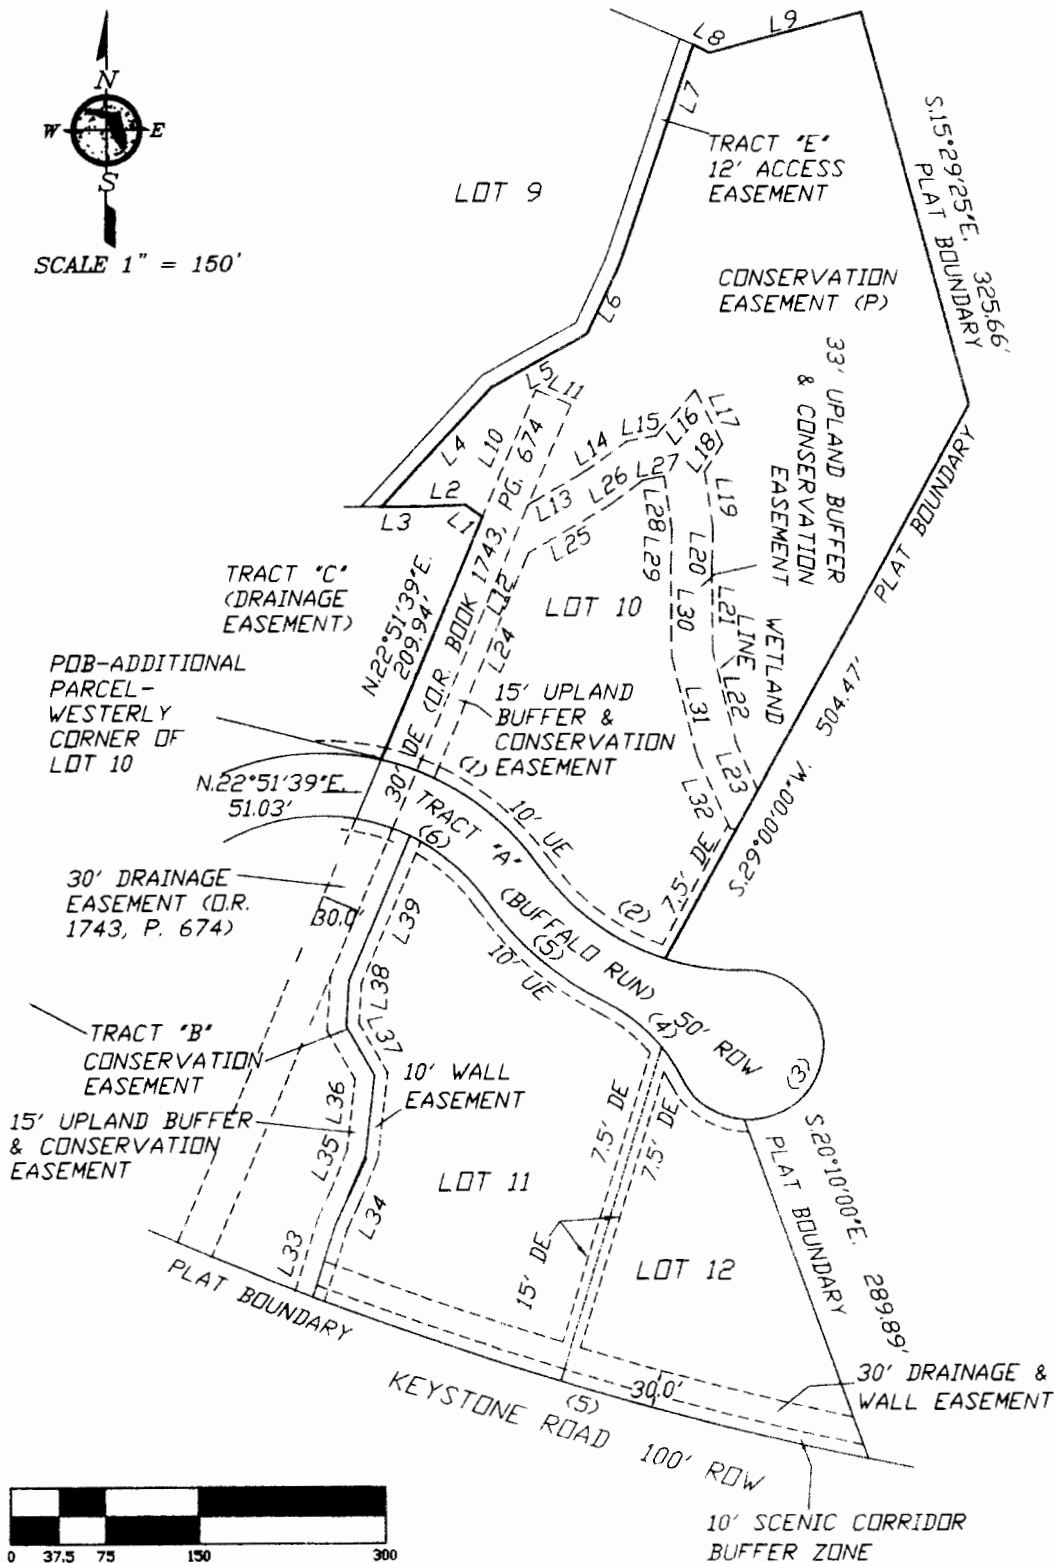 N
W
E
S
SCALE 1" = 150'
L8
L9
L7
TRACT "E"
12' ACCESS
EASEMENT
LOT 9
S.15°29'25"E. 325.66'
PLAT BOUNDARY
CONSERVATION
EASEMENT (P)
L6
33' UPLAND BUFFER
& CONSERVATION
EASEMENT
L5
L11
L4
L10
L14
L15
L16
L17
L18
L2
L3
L1
L13
L26
L27
L25
L28
L29
L19
L20
L21
L30
WETLAND
LINE
L22
L31
L23
L32
PLAT BOUNDARY
504.47'
S.29°00'00"W.
TRACT "C"
(DRAINAGE
EASEMENT)
N.22°51'39"E.
209.94'
L12
L24
30' DE (O.R. BOOK 1743, PG. 674
LOT 10
POB-ADDITIONAL
PARCEL-
WESTERLY
CORNER OF
LOT 10
15' UPLAND
BUFFER &
CONSERVATION
EASEMENT
(1)
N.22°51'39"E.
51.03'
10' UE
(6)
TRACT "A"
(BUFFALO RUN)
50' ROW
(2)
7.5' DE
(5)
10' UE
(4)
(3)
30' DRAINAGE
EASEMENT (O.R.
1743, P. 674)
30.0'
L39
L38
L37
TRACT "B"
CONSERVATION
EASEMENT
10' WALL
EASEMENT
15' UPLAND BUFFER
& CONSERVATION
EASEMENT
L36
L35
L34
L33
LOT 11
7.5' DE
7.5' DE
15' DE
LOT 12
S.20°10'00"E. 289.89'
PLAT BOUNDARY
PLAT BOUNDARY
30' DRAINAGE &
WALL EASEMENT
30.0'
(5)
KEYSTONE ROAD 100' ROW
10' SCENIC CORRIDOR
BUFFER ZONE
0 37.5 75 150 300